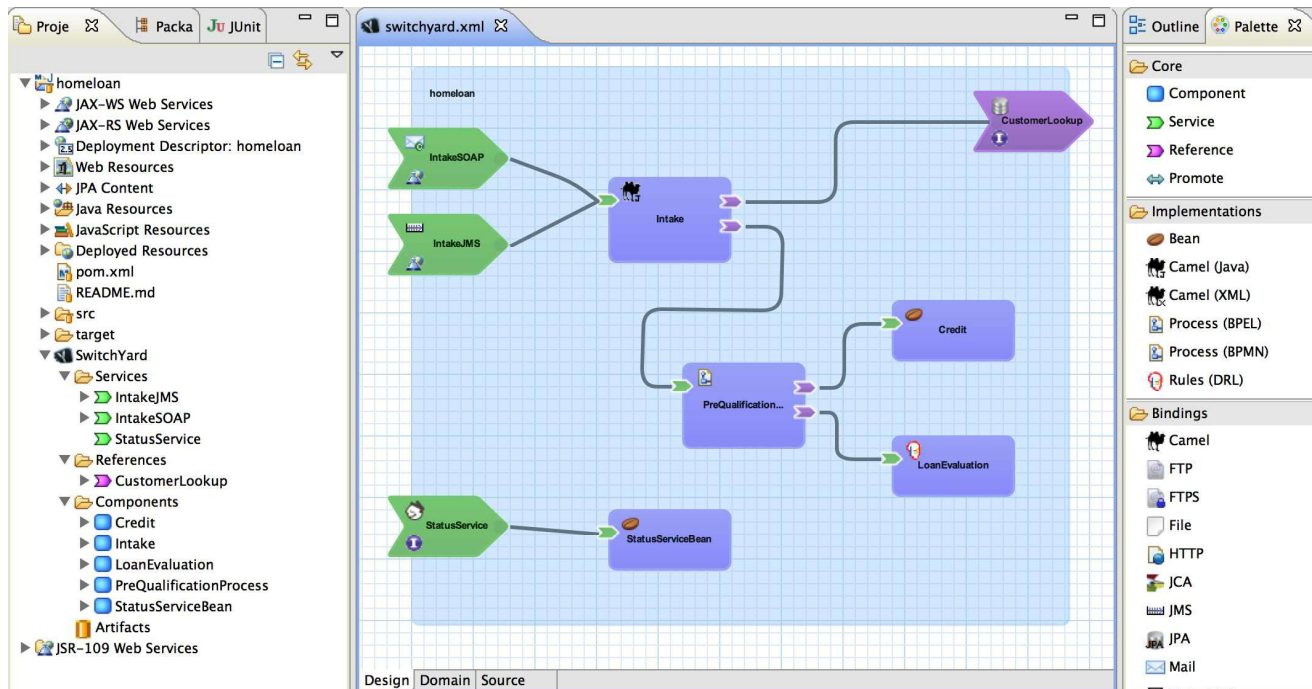 Proje
Packa
JUnit
homeloan
JAX-WS Web Services
JAX-RS Web Services
Deployment Descriptor: homeloan
Web Resources
JPA Content
Java Resources
JavaScript Resources
Deployed Resources
pom.xml
README.md
src
target
SwitchYard
Services
IntakeJMS
IntakeSOAP
StatusService
References
CustomerLookup
Components
Credit
Intake
LoanEvaluation
PreQualificationProcess
StatusServiceBean
Artifacts
JSR-109 Web Services
switchyard.xml
homeloan
IntakeSOAP
IntakeJMS
Intake
CustomerLookup
Credit
PreQualification...
LoanEvaluation
StatusService
StatusServiceBean
Design
Domain
Source
Outline
Palette
Core
Component
Service
Reference
Promote
Implementations
Bean
Camel (Java)
Camel (XML)
Process (BPEL)
Process (BPMN)
Rules (DRL)
Bindings
Camel
FTP
FTPS
File
HTTP
JCA
JMS
JPA
Mail